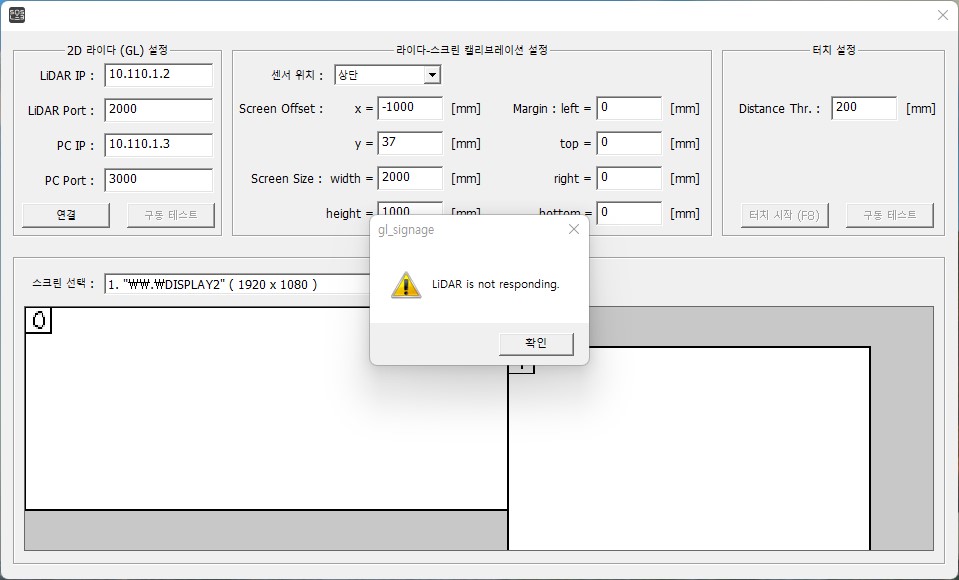 SOS
LAB
2D 라이다 (GL) 설정
LiDAR IP : 10.110.1.2
LiDAR Port : 2000
PC IP : 10.110.1.3
PC Port : 3000
연결 구동 테스트
라이다-스크린 캘리브레이션 설정
센서 위치 : 상단
Screen Offset : x = -1000 [mm] Margin : left = 0 [mm]
y = 37 [mm] top = 0 [mm]
Screen Size : width = 2000 [mm] right = 0 [mm]
height = 1000 [mm] bottom = 0 [mm]
터치 설정
Distance Thr. : 200 [mm]
터치 시작 (F8) 구동 테스트
gl_signage
LiDAR is not responding.
확인
스크린 선택 : 1. "₩₩.₩DISPLAY2" ( 1920 x 1080 )
0